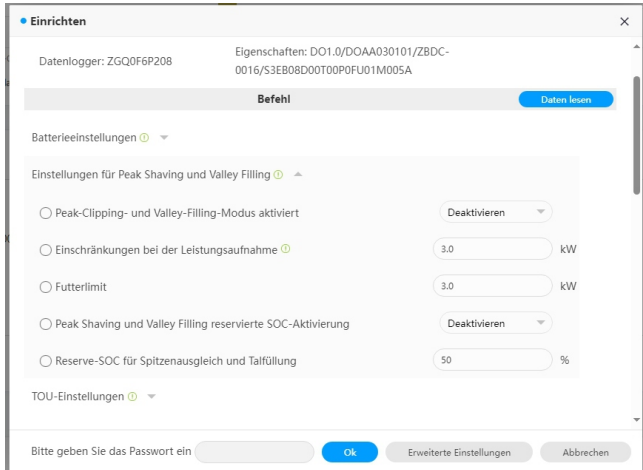 Einrichten
Datenlogger: ZGQ0F6P208
Eigenschaften: DO1.0/DOAA030101/ZBDC-
0016/S3EB08D00T00P0FU01M005A
Befehl
Daten lesen
Batterieeinstellungen
Einstellungen für Peak Shaving und Valley Filling
Peak-Clipping- und Valley-Filling-Modus aktiviert Deaktivieren
Einschränkungen bei der Leistungsaufnahme 3.0 kW
Futterlimit 3.0 kW
Peak Shaving und Valley Filling reservierte SOC-Aktivierung Deaktivieren
Reserve-SOC für Spitzenausgleich und Talfüllung 50 %
TOU-Einstellungen
Bitte geben Sie das Passwort ein Ok Erweiterte Einstellungen Abbrechen